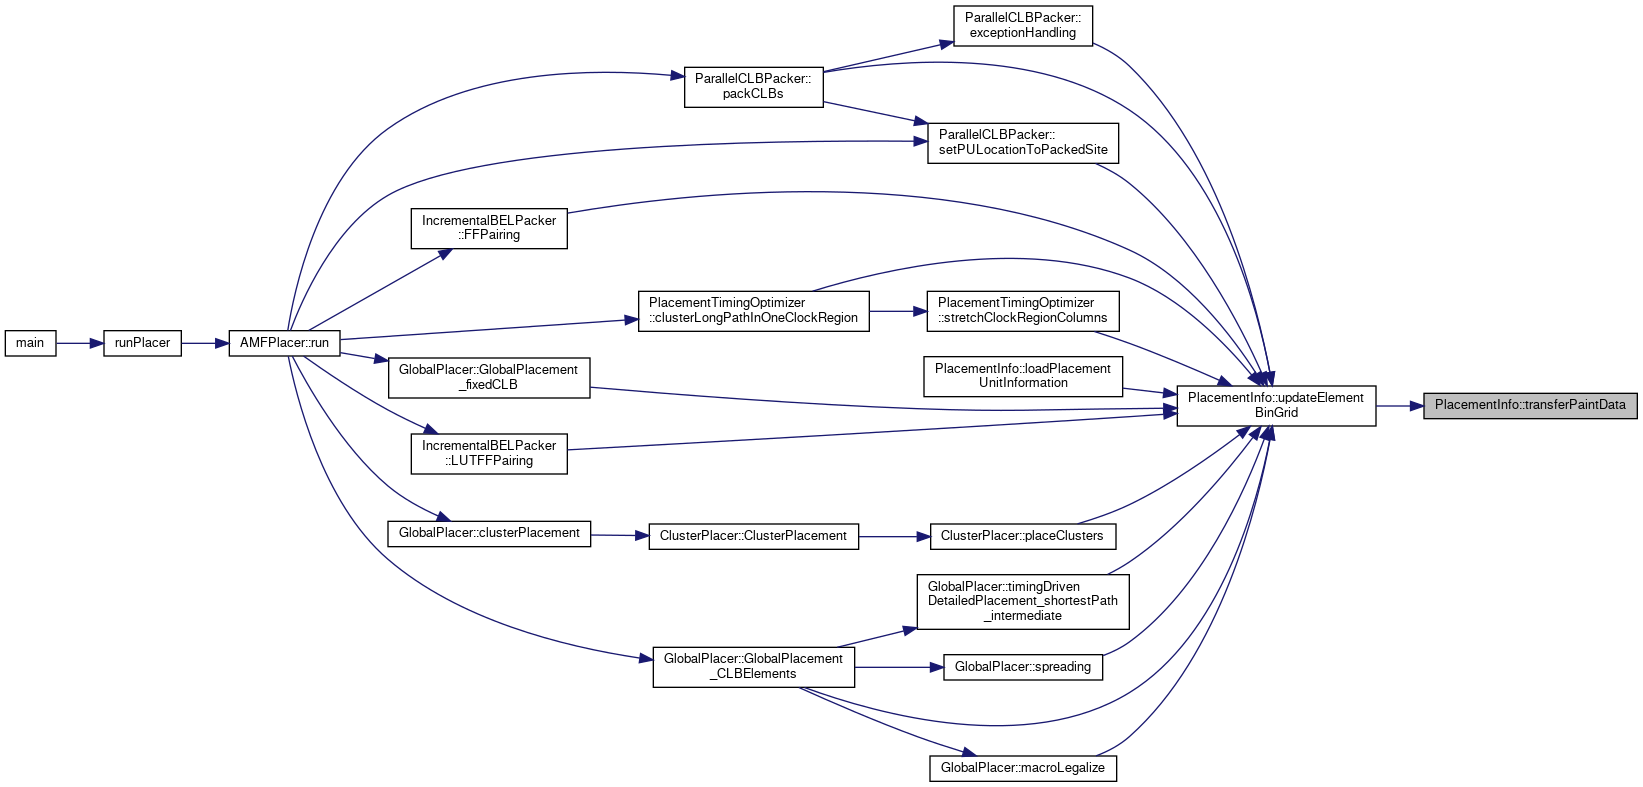 ParallelCLBPacker::
exceptionHandling
ParallelCLBPacker::
packCLBs
ParallelCLBPacker::
setPULocationToPackedSite
IncrementalBELPacker
::FFPairing
PlacementTimingOptimizer
::clusterLongPathInOneClockRegion
PlacementTimingOptimizer
::stretchClockRegionColumns
main
runPlacer
AMFPlacer::run
GlobalPlacer::GlobalPlacement
_fixedCLB
PlacementInfo::loadPlacement
UnitInformation
PlacementInfo::updateElement
BinGrid
PlacementInfo::transferPaintData
IncrementalBELPacker
::LUTFFPairing
GlobalPlacer::clusterPlacement
ClusterPlacer::ClusterPlacement
ClusterPlacer::placeClusters
GlobalPlacer::timingDriven
DetailedPlacement_shortestPath
_intermediate
GlobalPlacer::GlobalPlacement
_CLBElements
GlobalPlacer::spreading
GlobalPlacer::macroLegalize